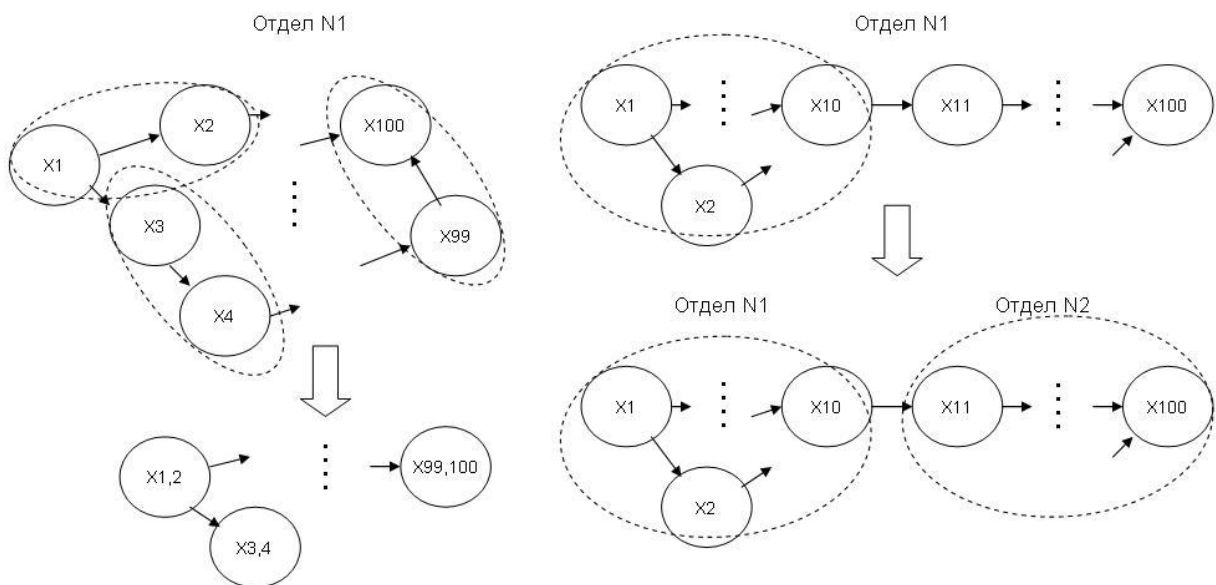 Отдел N1
X1
X2
X3
X4
X100
X99
X1,2
X3,4
X99,100
Отдел N1
X1
X2
X10
X11
X100
Отдел N1
Отдел N2
X1
X2
X10
X11
X100